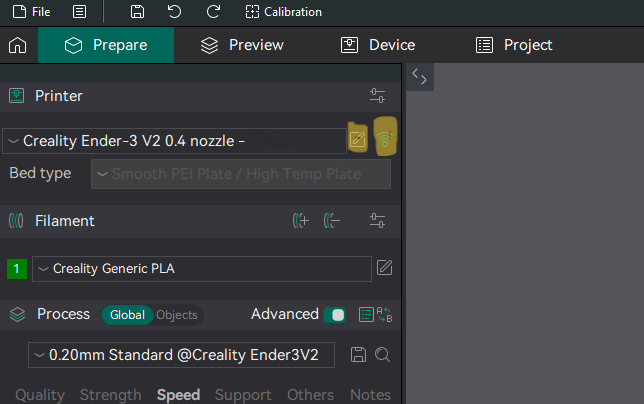 File Calibration
Prepare Preview Device Project
Printer
Creality Ender-3 V2 0.4 nozzle -
Bed type Smooth PEI Plate / High Temp Plate
Filament
1 Creality Generic PLA
Process Global Objects Advanced A B
0.20mm Standard @Creality Ender3V2
Quality Strength Speed Support Others Notes